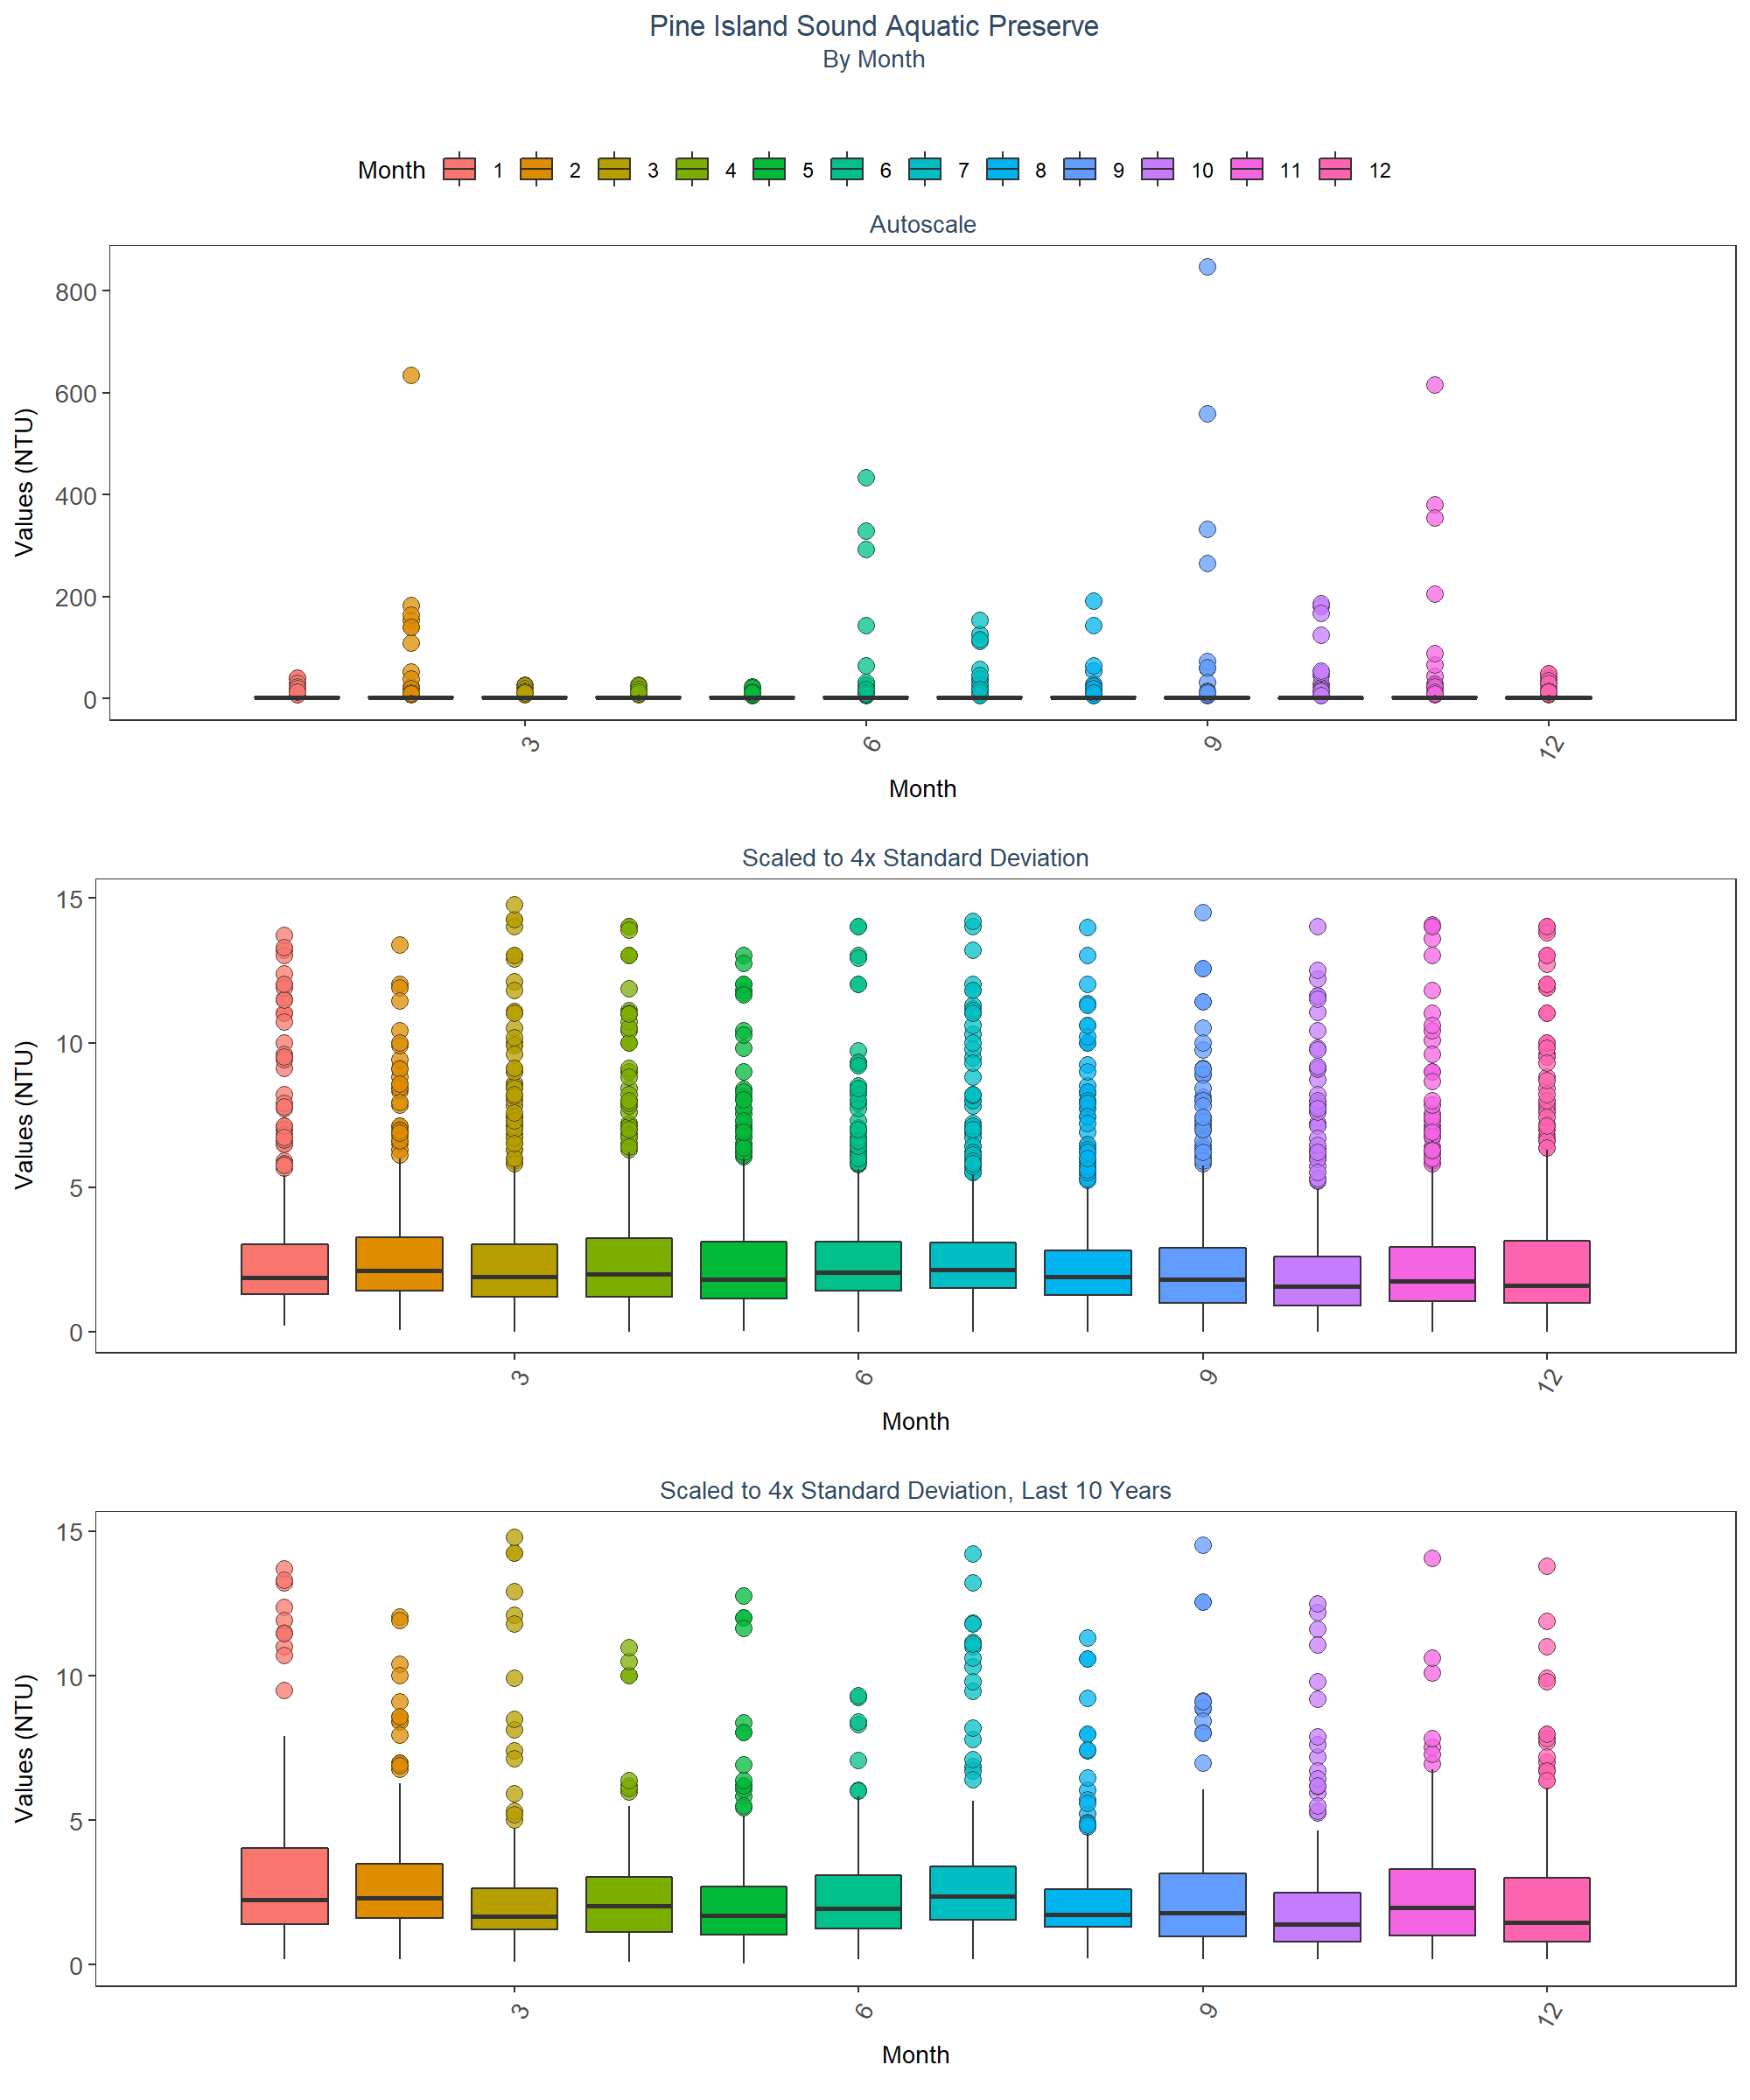 Pine Island Sound Aquatic Preserve
By Month
Month 1 2 3 4 5 6 7 8 9 10 11 12
Autoscale
Values (NTU)
800
600
400
200
0
3 6 9 12
Month
Scaled to 4x Standard Deviation
Values (NTU)
15
10
5
0
3 6 9 12
Month
Scaled to 4x Standard Deviation, Last 10 Years
Values (NTU)
15
10
5
0
3 6 9 12
Month